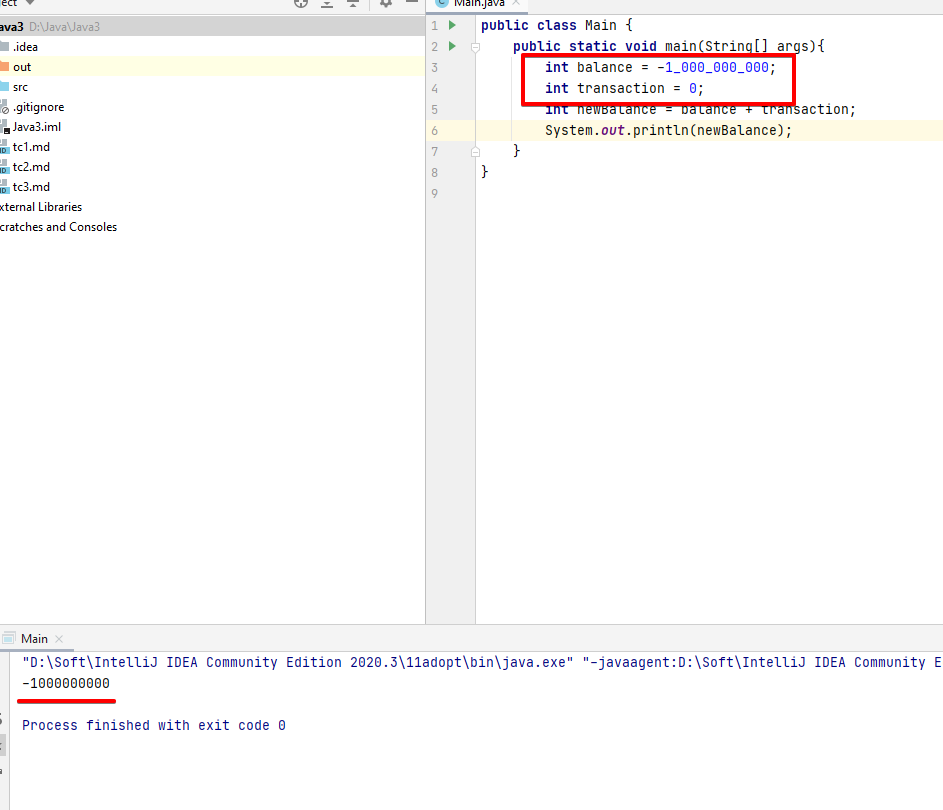 ect
ava3 D:\Java\Java3
.idea
out
src
.gitignore
Java3.iml
tc1.md
tc2.md
tc3.md
xternal Libraries
cratches and Consoles
Main.java
1 public class Main {
2 public static void main(String[] args){
3 int balance = -1_000_000_000;
4 int transaction = 0;
5 int newBalance = balance + transaction;
6 System.out.println(newBalance);
7 }
8 }
9
Main
"D:\Soft\IntelliJ IDEA Community Edition 2020.3\11adopt\bin\java.exe" "-javaagent:D:\Soft\IntelliJ IDEA Community E
-1000000000
Process finished with exit code 0